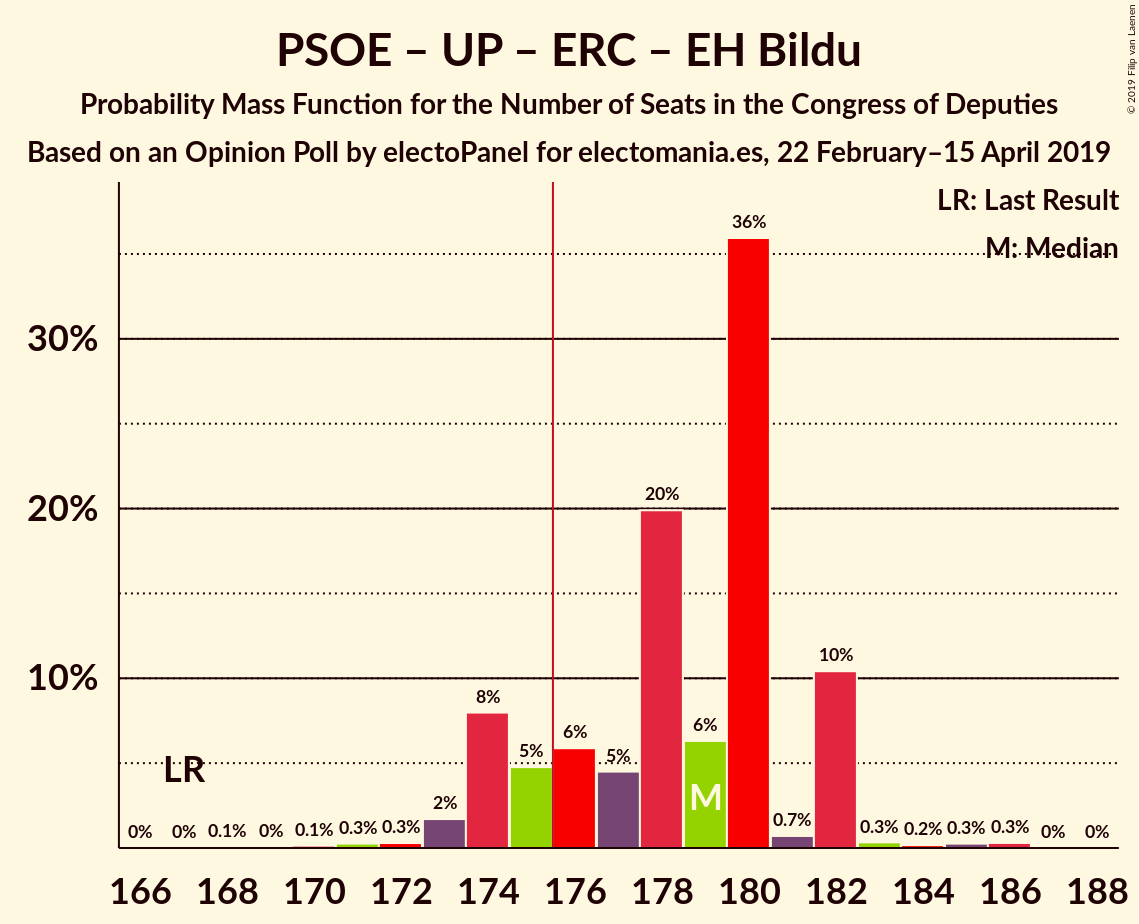 PSOE – UP – ERC – EH Bildu
Probability Mass Function for the Number of Seats in the Congress of Deputies
Based on an Opinion Poll by electoPanel for electomania.es, 22 February–15 April 2019
© 2019 Filip van Laenen
LR: Last Result
M: Median
30%
20%
10%
LR
M
0% 0% 0.1% 0% 0.1% 0.3% 0.3% 2% 8% 5% 6% 5% 20% 6% 36% 0.7% 10% 0.3% 0.2% 0.3% 0.3% 0% 0%
166 168 170 172 174 176 178 180 182 184 186 188